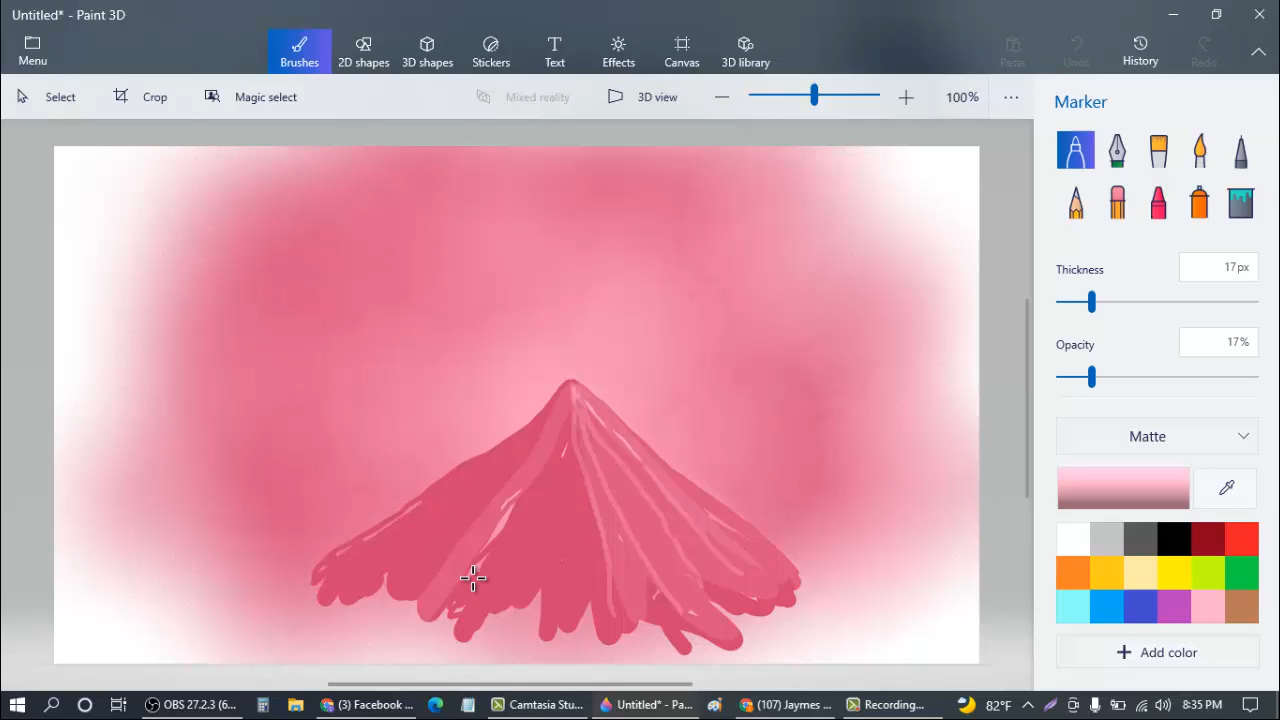 Untitled* - Paint 3D
Menu
Brushes
2D shapes
3D shapes
Stickers
Text
Effects
Canvas
3D library
Paste
Undo
History
Redo
Select
Crop
Magic select
Mixed reality
3D view
100%
Marker
Thickness
17px
Opacity
17%
Matte
Add color
OBS 27.2.3 (6...
(3) Facebook ...
Camtasia Stu...
Untitled* - Pa...
(107) Jaymes ...
Recording...
82°F
8:35 PM